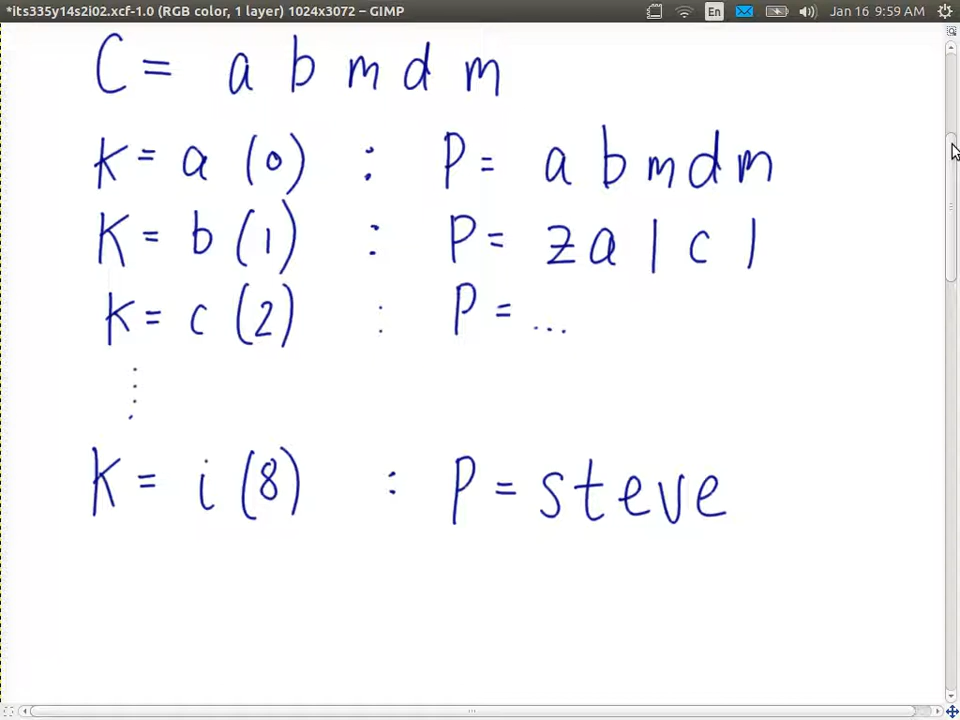 *its335y14s2i02.xcf-1.0 (RGB color, 1 layer) 1024x3072 – GIMP En Jan 16 9:59 AM
C = a b m d m
K = a (0) : P = a b m d m
K = b (1) : P = z a l c l
K = c (2) : P = ...
⋮
K = i (8) : P = steve